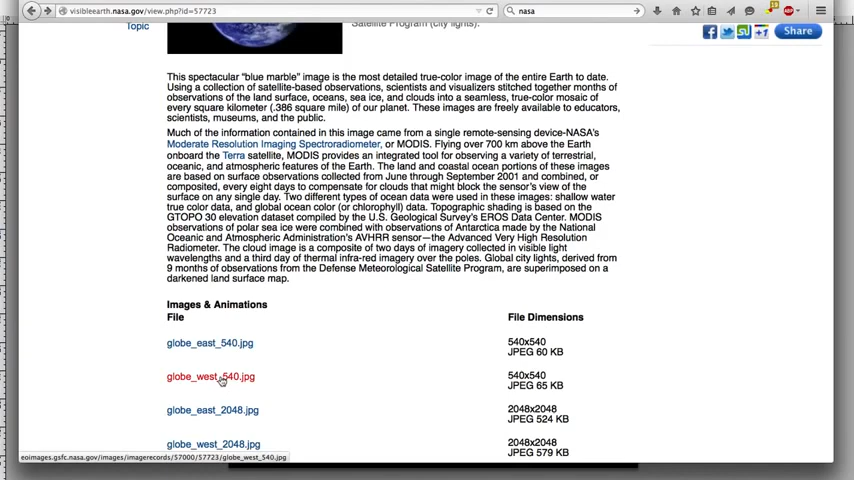 visibleearth.nasa.gov/view.php?id=57723
nasa
19
ABP
Topic
Satellite Program (city lights).
+1
Share
This spectacular “blue marble” image is the most detailed true-color image of the entire Earth to date.
Using a collection of satellite-based observations, scientists and visualizers stitched together months of
observations of the land surface, oceans, sea ice, and clouds into a seamless, true-color mosaic of
every square kilometer (.386 square mile) of our planet. These images are freely available to educators,
scientists, museums, and the public.
Much of the information contained in this image came from a single remote-sensing device-NASA's
Moderate Resolution Imaging Spectroradiometer, or MODIS. Flying over 700 km above the Earth
onboard the Terra satellite, MODIS provides an integrated tool for observing a variety of terrestrial,
oceanic, and atmospheric features of the Earth. The land and coastal ocean portions of these images
are based on surface observations collected from June through September 2001 and combined, or
composited, every eight days to compensate for clouds that might block the sensor's view of the
surface on any single day. Two different types of ocean data were used in these images: shallow water
true color data, and global ocean color (or chlorophyll) data. Topographic shading is based on the
GTOPO 30 elevation dataset compiled by the U.S. Geological Survey's EROS Data Center. MODIS
observations of polar sea ice were combined with observations of Antarctica made by the National
Oceanic and Atmospheric Administration's AVHRR sensor—the Advanced Very High Resolution
Radiometer. The cloud image is a composite of two days of imagery collected in visible light
wavelengths and a third day of thermal infra-red imagery over the poles. Global city lights, derived from
9 months of observations from the Defense Meteorological Satellite Program, are superimposed on a
darkened land surface map.
Images & Animations
File File Dimensions
globe_east_540.jpg 540x540
JPEG 60 KB
globe_west_540.jpg 540x540
JPEG 65 KB
globe_east_2048.jpg 2048x2048
JPEG 524 KB
globe_west_2048.jpg 2048x2048
JPEG 579 KB
eoimages.gsfc.nasa.gov/images/imagerecords/57000/57723/globe_west_540.jpg